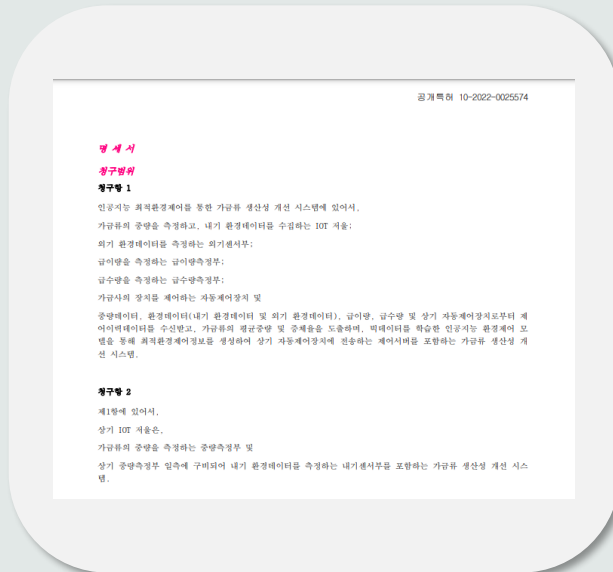 공개특허 10-2022-0025574
명 세 서
청구범위
청구항 1
인공지능 최적환경제어를 통한 가금류 생산성 개선 시스템에 있어서,
가금류의 중량을 측정하고, 내기 환경데이터를 수집하는 IOT 저울;
외기 환경데이터를 측정하는 외기센서부;
급이량을 측정하는 급이량측정부;
급수량을 측정하는 급수량측정부;
가금사의 장치를 제어하는 자동제어장치 및
중량데이터, 환경데이터(내기 환경데이터 및 외기 환경데이터), 급이량, 급수량 및 상기 자동제어장치로부터 제
어이력데이터를 수신받고, 가금류의 평균중량 및 증체율을 도출하며, 빅데이터를 학습한 인공지능 환경제어 모
델을 통해 최적환경제어정보를 생성하여 상기 자동제어장치에 전송하는 제어서버를 포함하는 가금류 생산성 개
선 시스템.
청구항 2
제1항에 있어서,
상기 IOT 저울은,
가금류의 중량을 측정하는 중량측정부 및
상기 중량측정부 일측에 구비되어 내기 환경데이터를 측정하는 내기센서부를 포함하는 가금류 생산성 개선 시스
템.